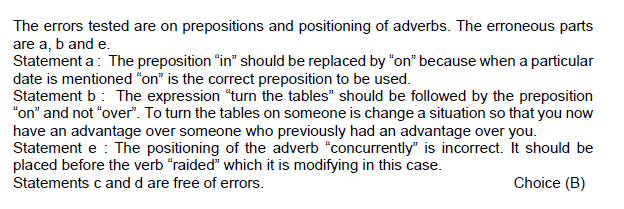 The errors tested are on prepositions and positioning of adverbs. The erroneous parts
are a, b and e.
Statement a : The preposition “in” should be replaced by “on” because when a particular
date is mentioned “on” is the correct preposition to be used.
Statement b : The expression “turn the tables” should be followed by the preposition
“on” and not “over”. To turn the tables on someone is change a situation so that you now
have an advantage over someone who previously had an advantage over you.
Statement e : The positioning of the adverb “concurrently” is incorrect. It should be
placed before the verb “raided” which it is modifying in this case.
Statements c and d are free of errors. Choice (B)